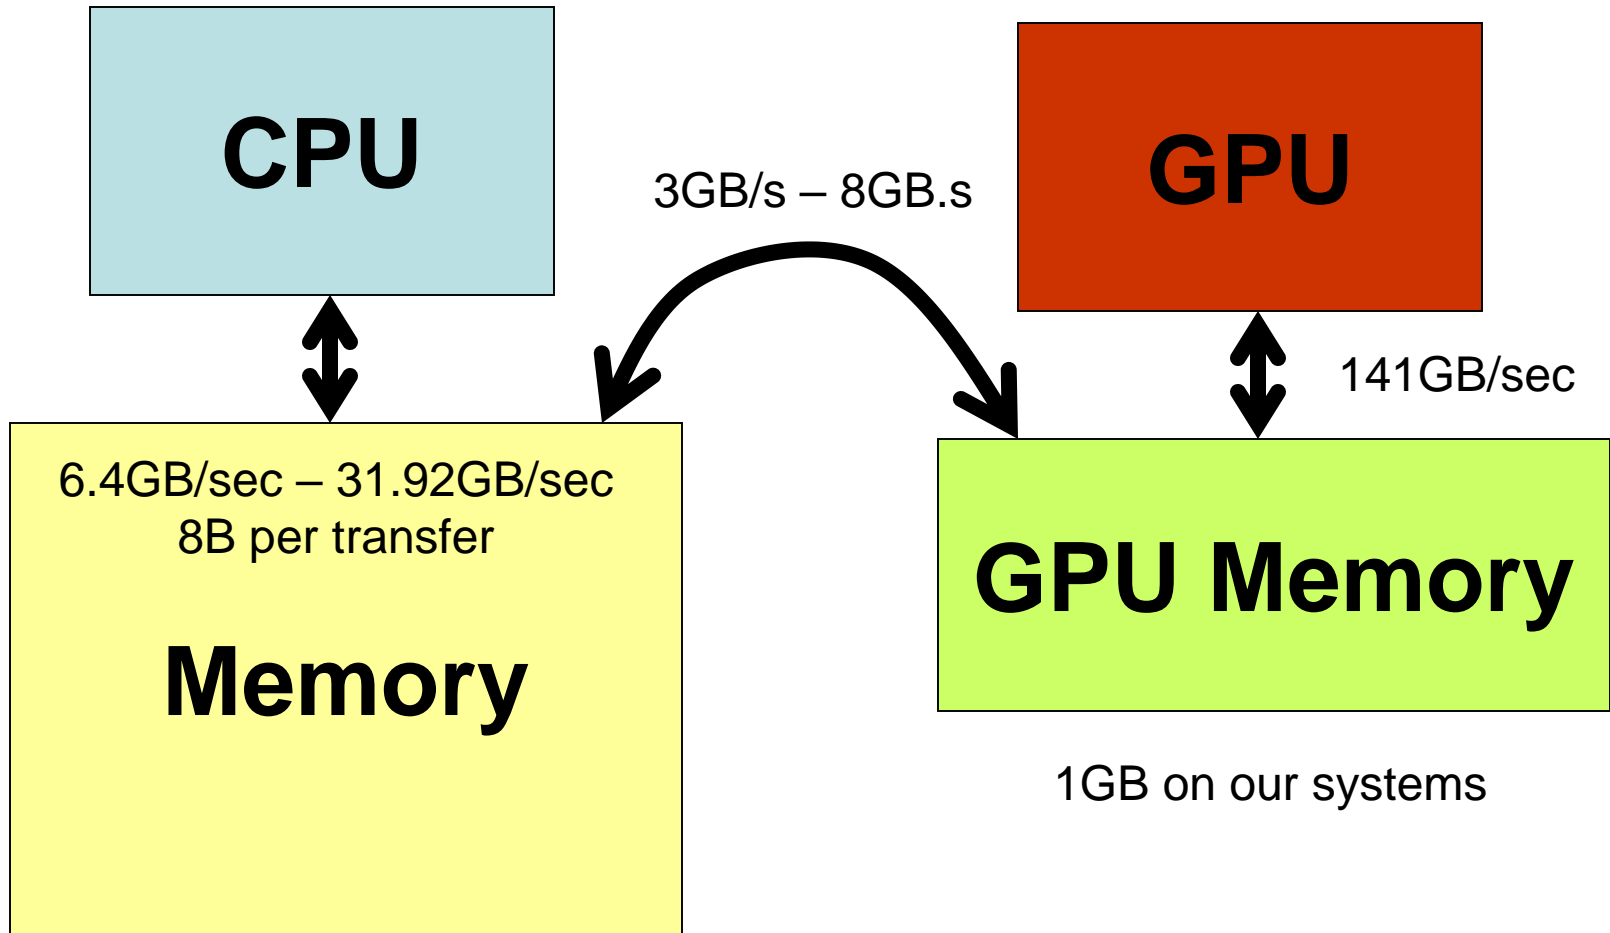 CPU
GPU
3GB/s – 8GB.s
141GB/sec
6.4GB/sec – 31.92GB/sec
8B per transfer
Memory
GPU Memory
1GB on our systems